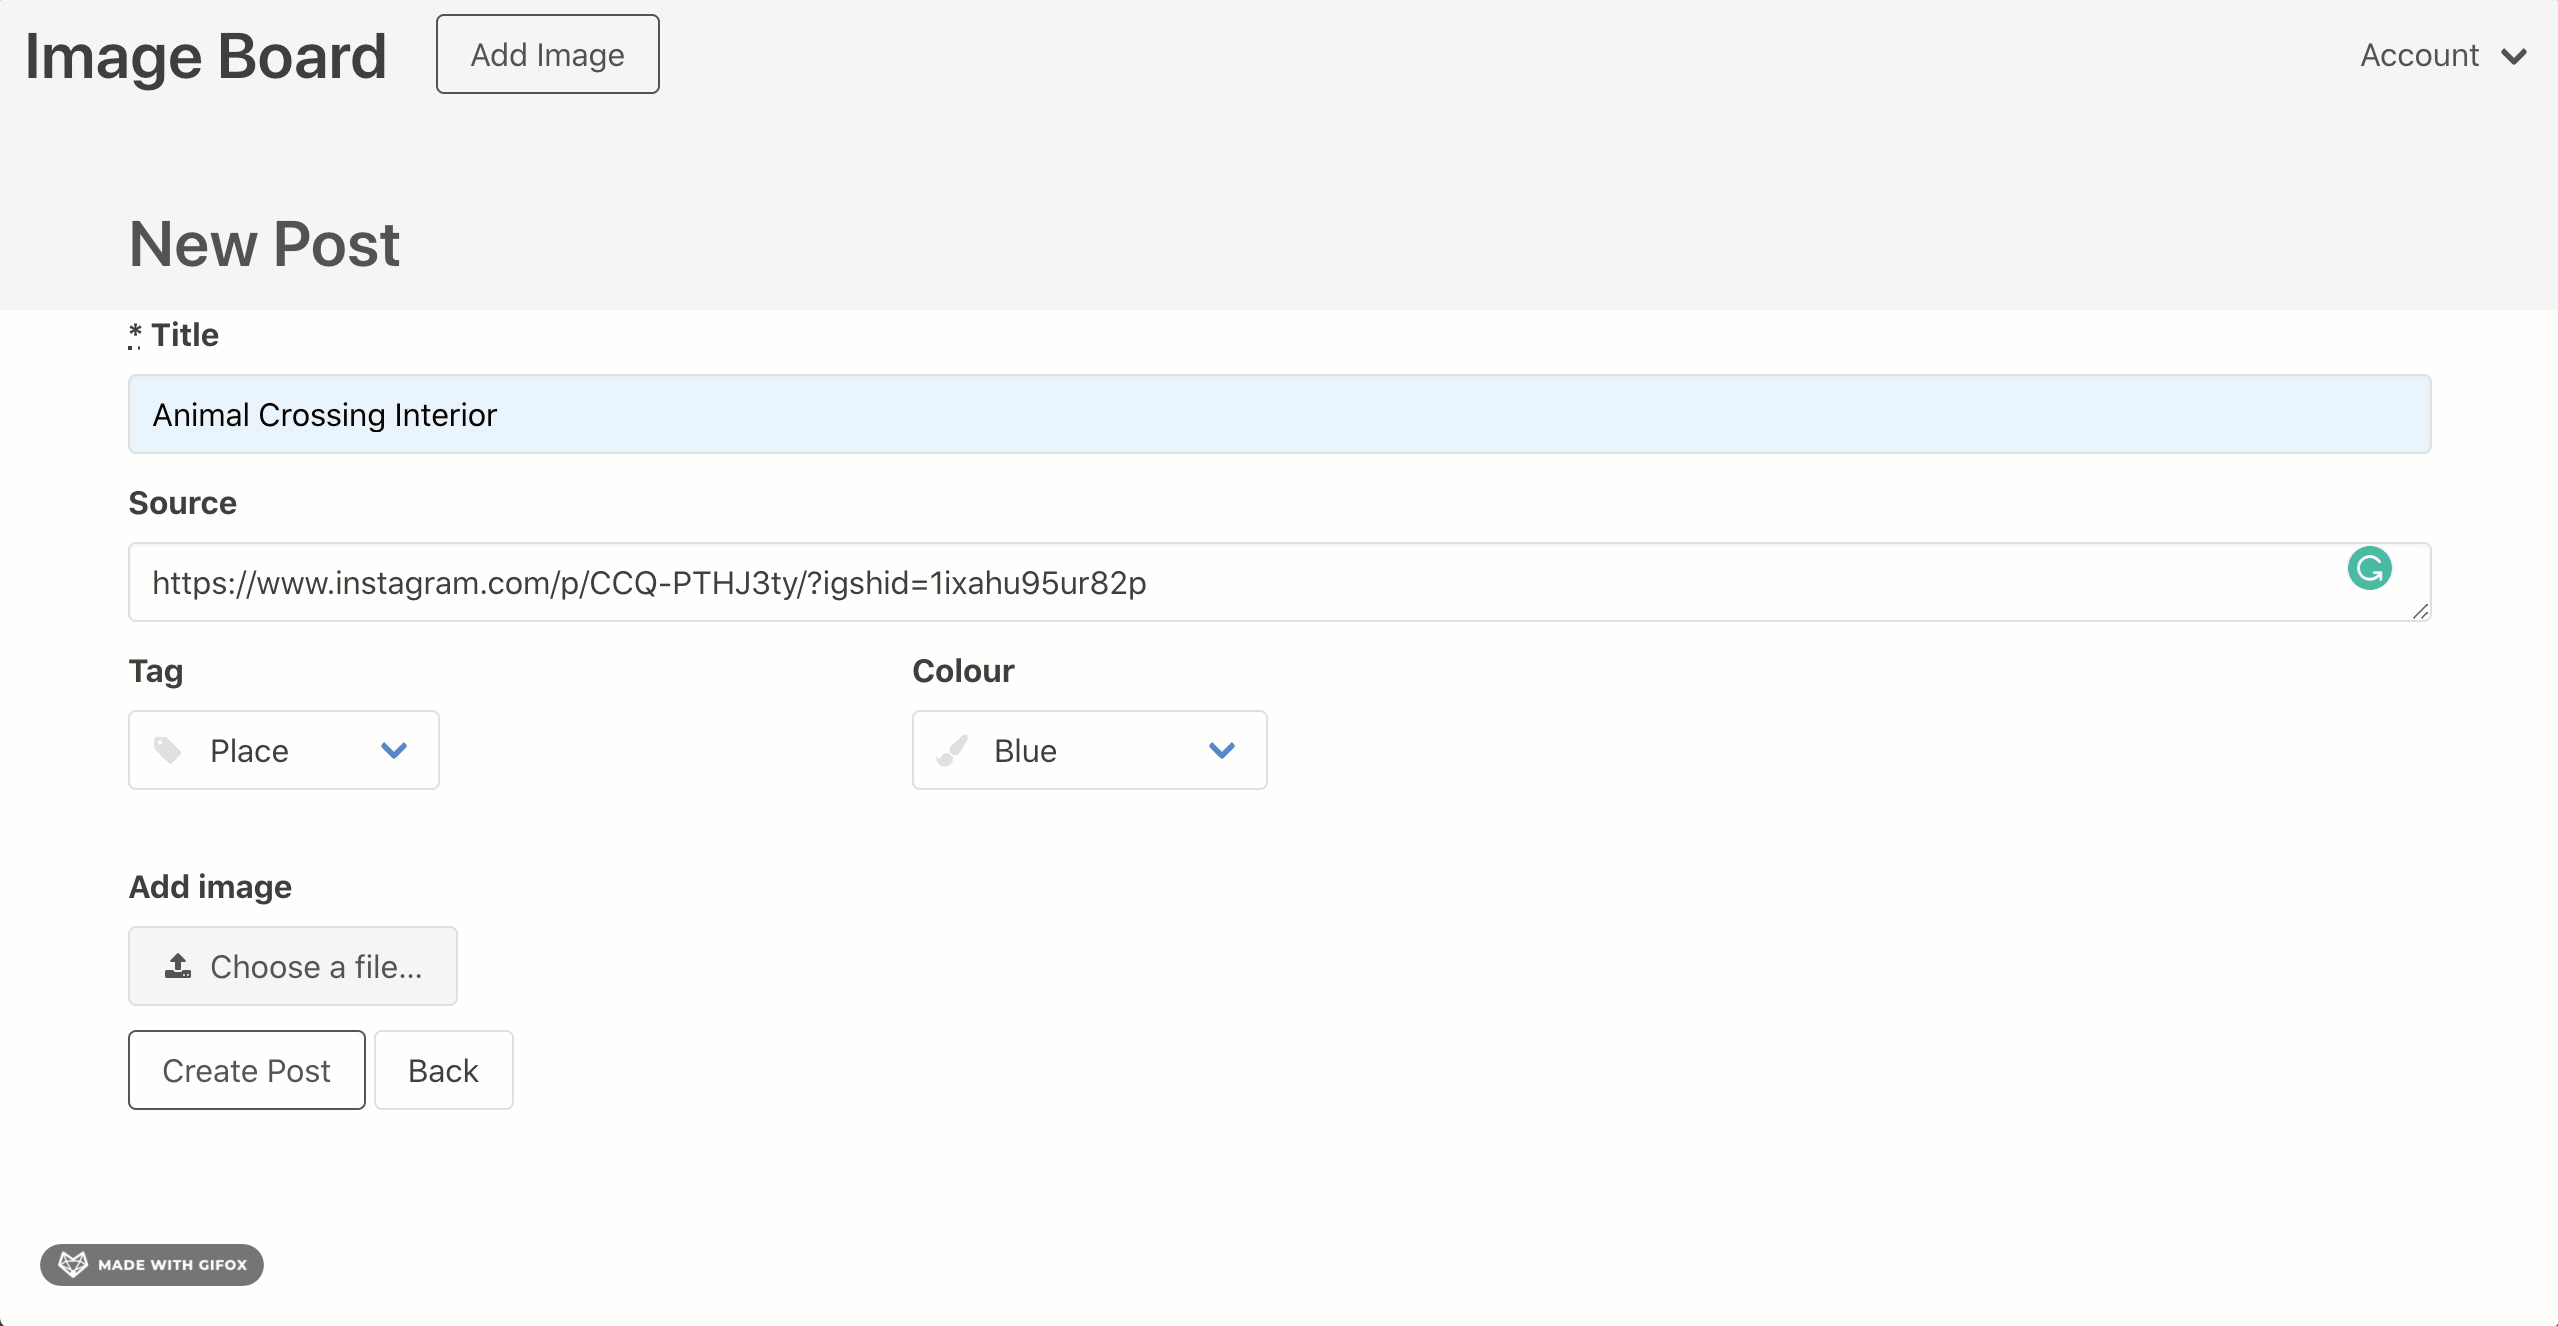 Image Board
Add Image
Account
New Post
* Title
Animal Crossing Interior
Source
https://www.instagram.com/p/CCQ-PTHJ3ty/?igshid=1ixahu95ur82p
Tag
Colour
Place
Blue
Add image
Choose a file...
Create Post
Back
MADE WITH GIFOX